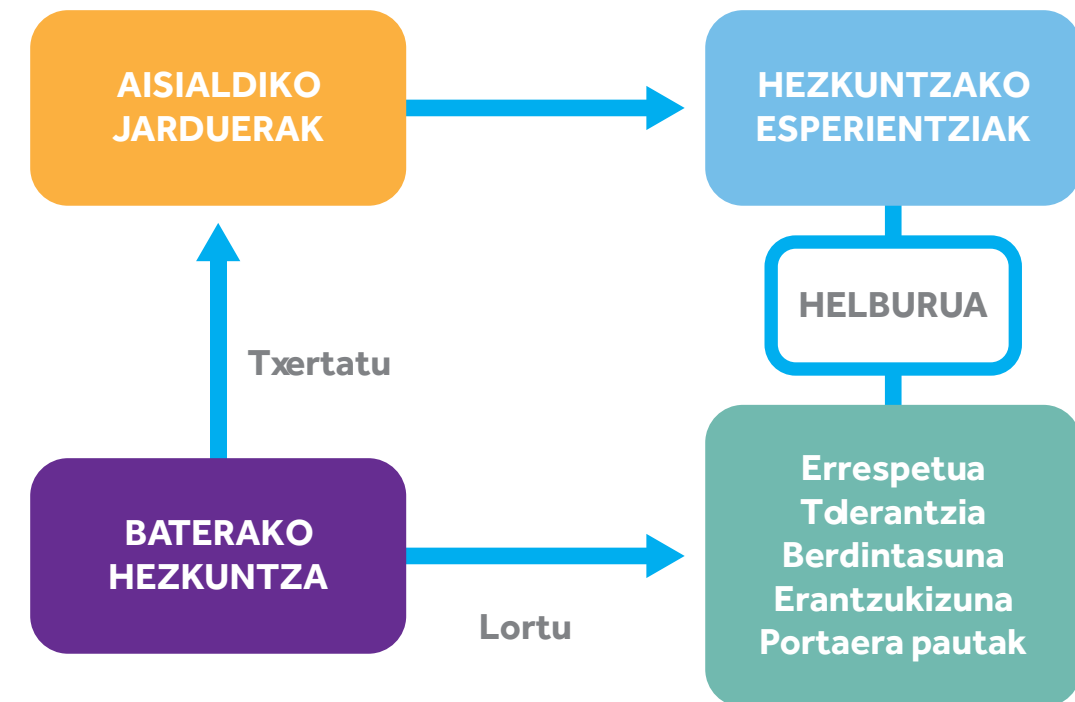 AISIALDIKO
JARDUERAK
HEZKUNTZAKO
ESPERIENTZIAK
HELBURUA
Txertatu
BATERAKO
HEZKUNTZA
Lortu
Errespetua
Tolerantzia
Berdintasuna
Erantzukizuna
Portaera pautak